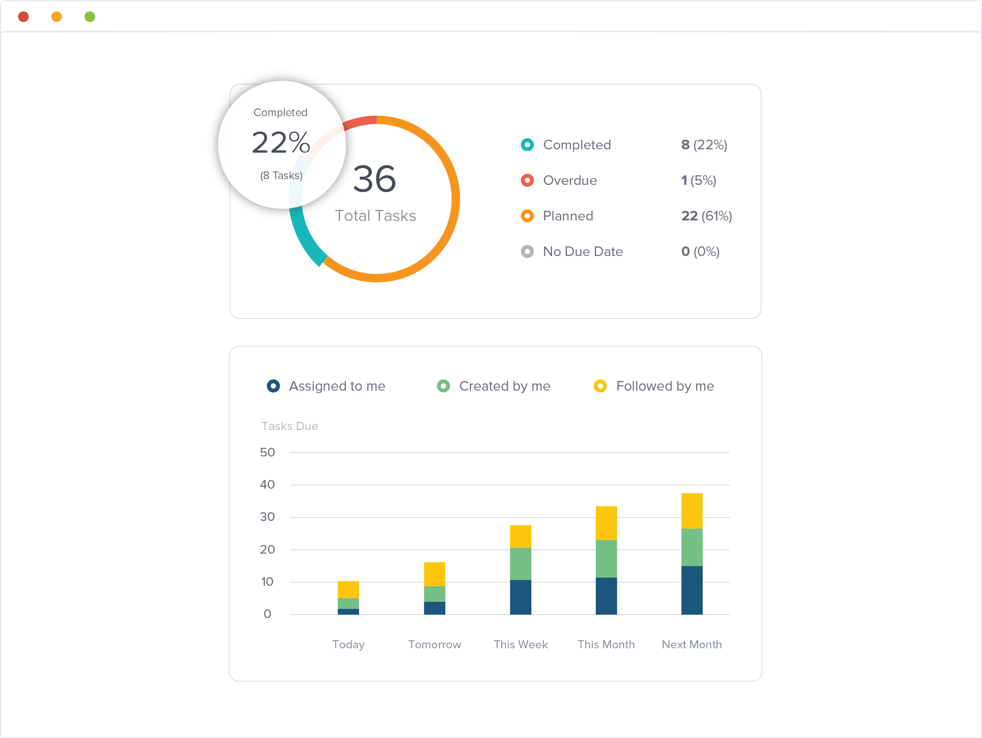 Completed
22%
(8 Tasks)
36
Total Tasks
Completed 8 (22%)
Overdue 1 (5%)
Planned 22 (61%)
No Due Date 0 (0%)
Assigned to me Created by me Followed by me
Tasks Due
50
40
30
20
10
0
Today Tomorrow This Week This Month Next Month